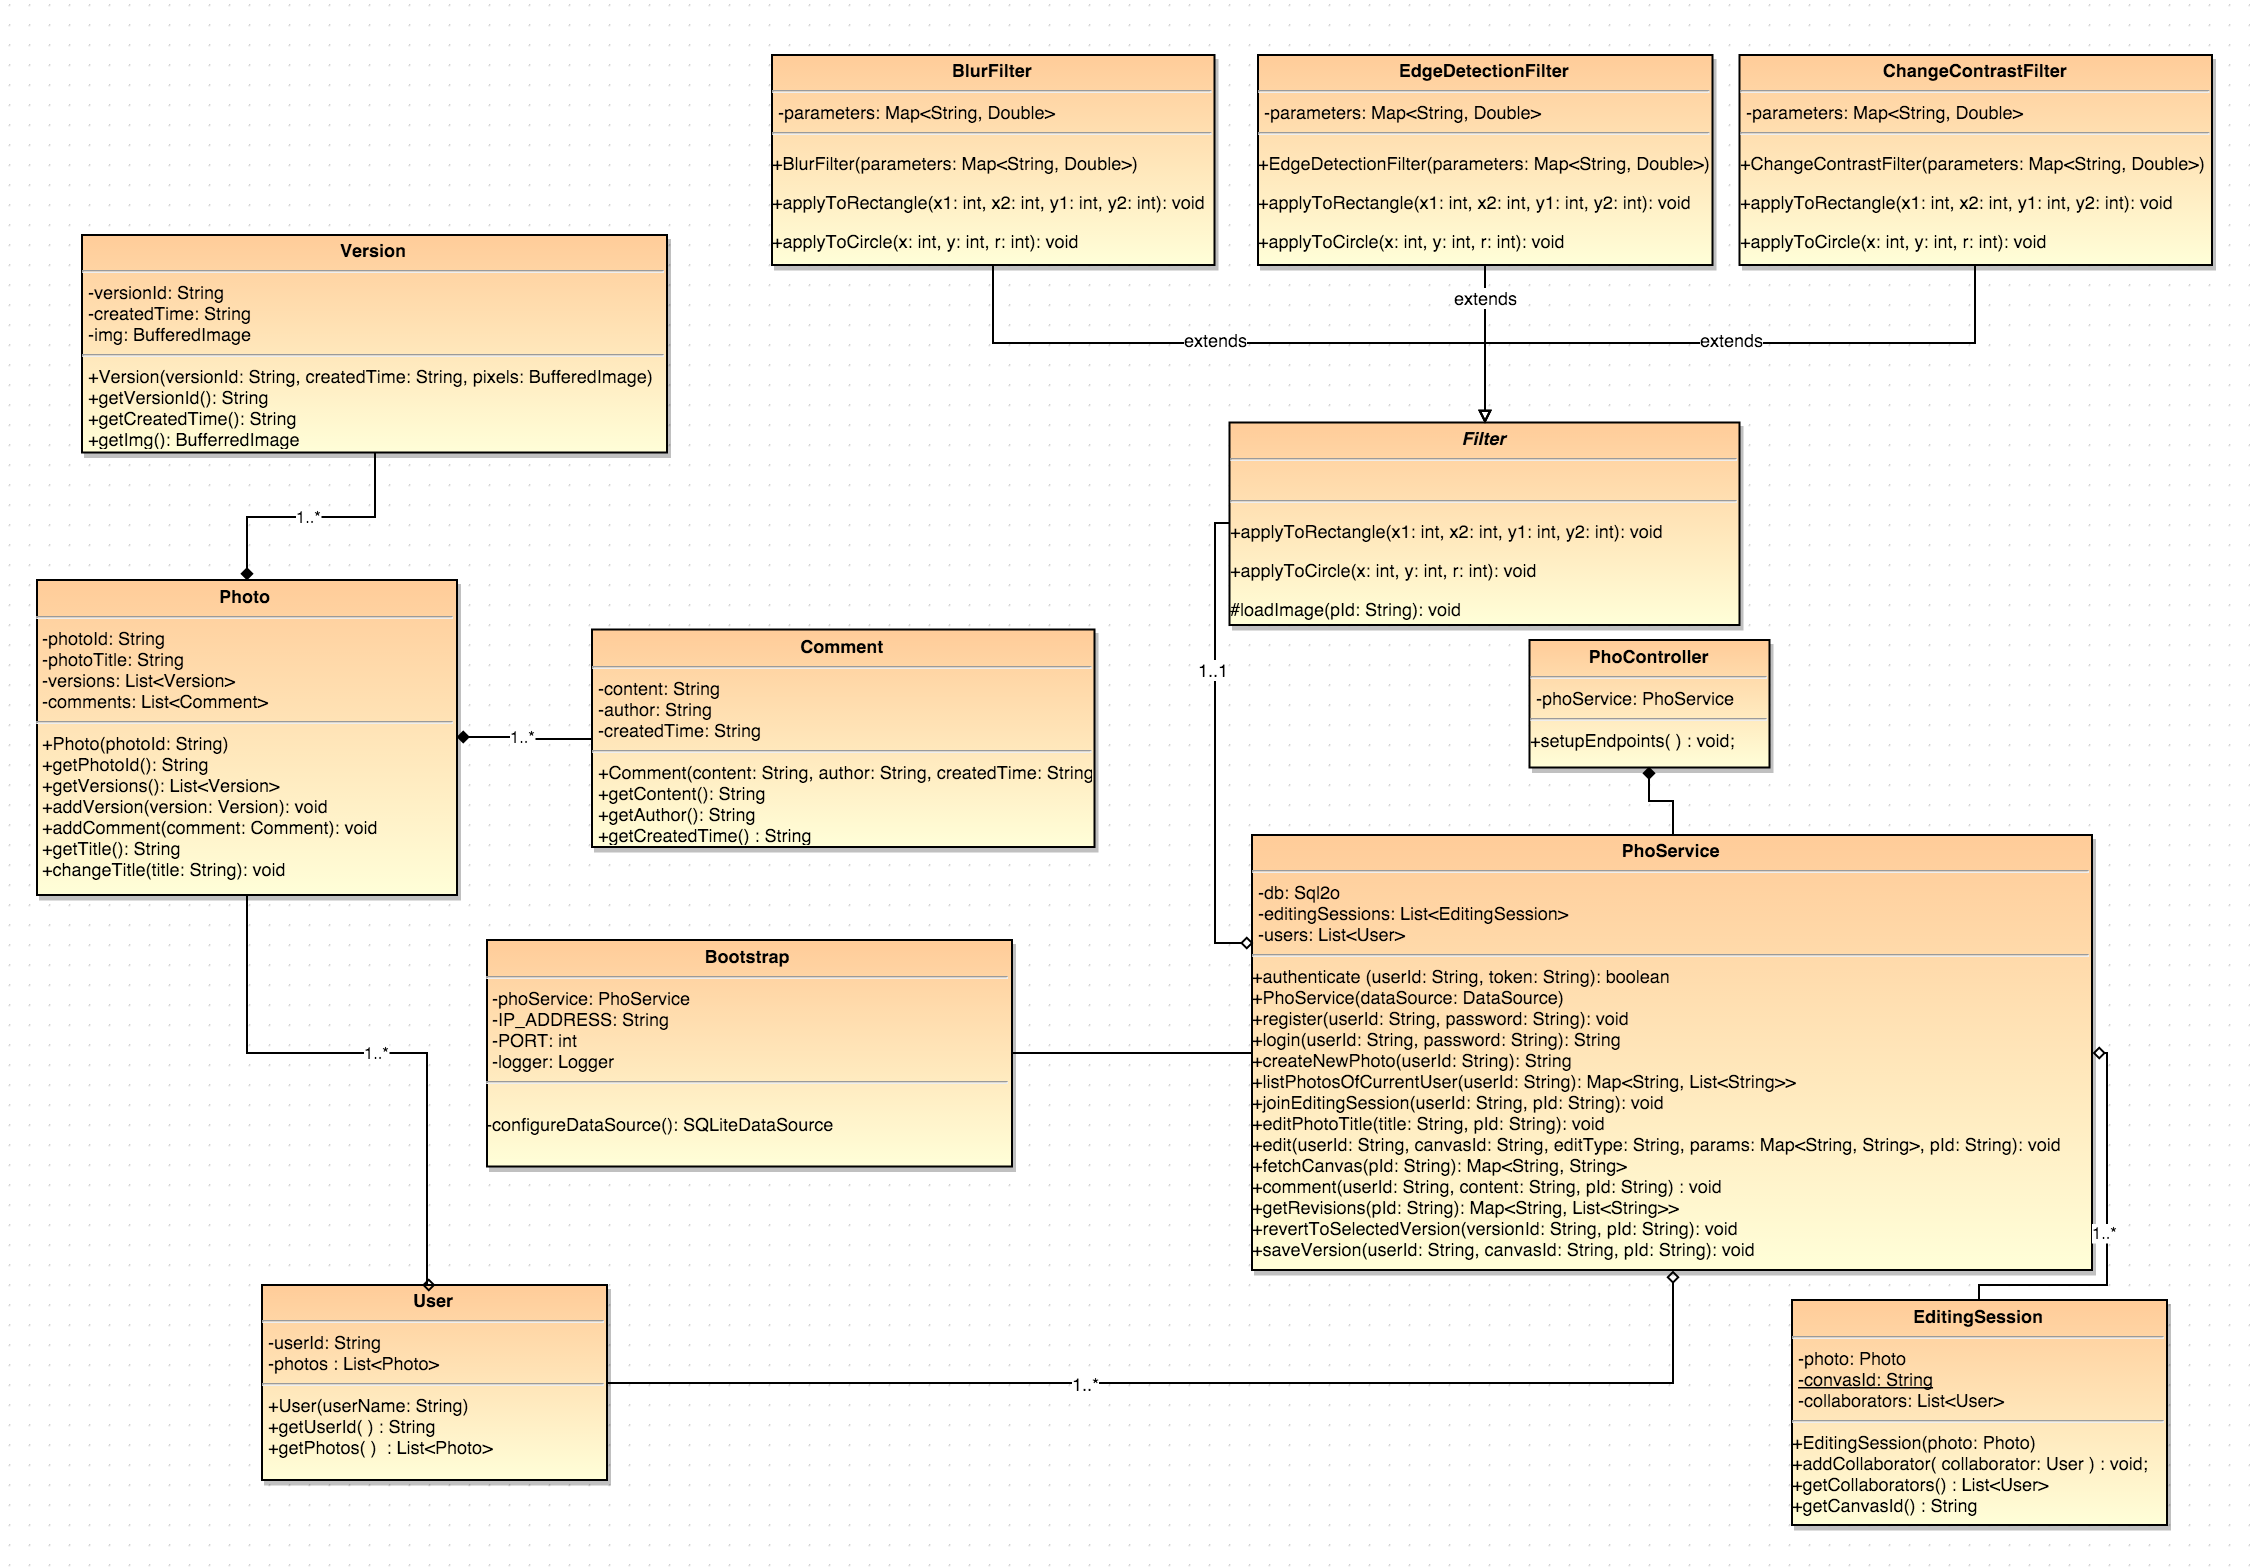 BlurFilter
-parameters: Map<String, Double>
+BlurFilter(parameters: Map<String, Double>)
+applyToRectangle(x1: int, x2: int, y1: int, y2: int): void
+applyToCircle(x: int, y: int, r: int): void
EdgeDetectionFilter
-parameters: Map<String, Double>
+EdgeDetectionFilter(parameters: Map<String, Double>)
+applyToRectangle(x1: int, x2: int, y1: int, y2: int): void
+applyToCircle(x: int, y: int, r: int): void
ChangeContrastFilter
-parameters: Map<String, Double>
+ChangeContrastFilter(parameters: Map<String, Double>)
+applyToRectangle(x1: int, x2: int, y1: int, y2: int): void
+applyToCircle(x: int, y: int, r: int): void
extends
extends
extends
Version
-versionId: String
-createdTime: String
-img: BufferedImage
+Version(versionId: String, createdTime: String, pixels: BufferedImage)
+getVersionId(): String
+getCreatedTime(): String
+getImg(): BufferredImage
1..*
Filter
+applyToRectangle(x1: int, x2: int, y1: int, y2: int): void
+applyToCircle(x: int, y: int, r: int): void
#loadImage(pId: String): void
1..1
Photo
-photoId: String
-photoTitle: String
-versions: List<Version>
-comments: List<Comment>
+Photo(photoId: String)
+getPhotoId(): String
+getVersions(): List<Version>
+addVersion(version: Version): void
+addComment(comment: Comment): void
+getTitle(): String
+changeTitle(title: String): void
1..*
Comment
-content: String
-author: String
-createdTime: String
+Comment(content: String, author: String, createdTime: String
+getContent(): String
+getAuthor(): String
+getCreatedTime() : String
PhoController
-phoService: PhoService
+setupEndpoints( ) : void;
PhoService
-db: Sql2o
-editingSessions: List<EditingSession>
-users: List<User>
+authenticate (userId: String, token: String): boolean
+PhoService(dataSource: DataSource)
+register(userId: String, password: String): void
+login(userId: String, password: String): String
+createNewPhoto(userId: String): String
+listPhotosOfCurrentUser(userId: String): Map<String, List<String>>
+joinEditingSession(userId: String, pId: String): void
+editPhotoTitle(title: String, pId: String): void
+edit(userId: String, canvasId: String, editType: String, params: Map<String, String>, pId: String): void
+fetchCanvas(pId: String): Map<String, String>
+comment(userId: String, content: String, pId: String) : void
+getRevisions(pId: String): Map<String, List<String>>
+revertToSelectedVersion(versionId: String, pId: String): void
+saveVersion(userId: String, canvasId: String, pId: String): void
Bootstrap
-phoService: PhoService
-IP_ADDRESS: String
-PORT: int
-logger: Logger
-configureDataSource(): SQLiteDataSource
1..*
1..*
User
-userId: String
-photos : List<Photo>
+User(userName: String)
+getUserId( ) : String
+getPhotos( ) : List<Photo>
1..*
EditingSession
-photo: Photo
-convasId: String
-collaborators: List<User>
+EditingSession(photo: Photo)
+addCollaborator( collaborator: User ) : void;
+getCollaborators() : List<User>
+getCanvasId() : String